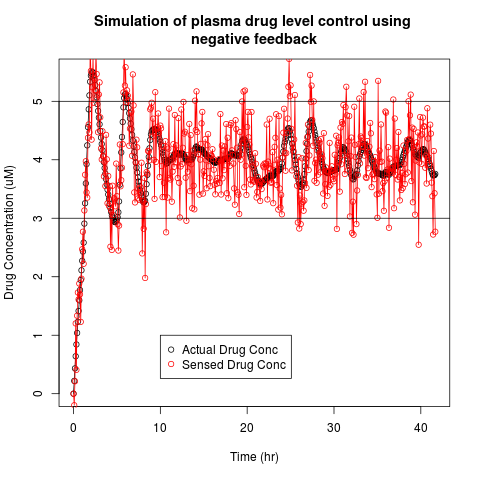 Simulation of plasma drug level control using
negative feedback
Drug Concentration (uM)
5
4
3
2
1
0
Actual Drug Conc
Sensed Drug Conc
0 10 20 30 40
Time (hr)